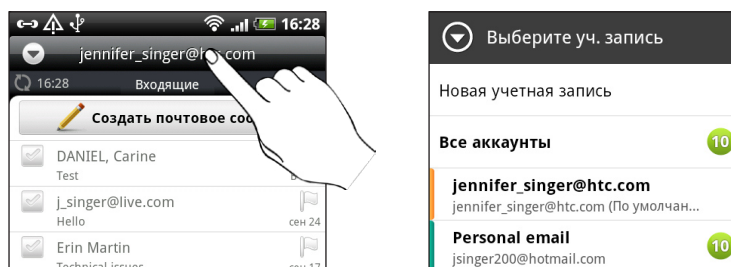 16:28
jennifer_singer@htc.com
16:28 Входящие
Создать почтовое
DANIEL, Carine
Test
j_singer@live.com
Hello сен 24
Erin Martin
Technical issues сен 17
Выберите уч. запись
Новая учетная запись
Все аккаунты 10
jennifer_singer@htc.com
jennifer_singer@htc.com (По умолчан...
Personal email 10
jsinger200@hotmail.com